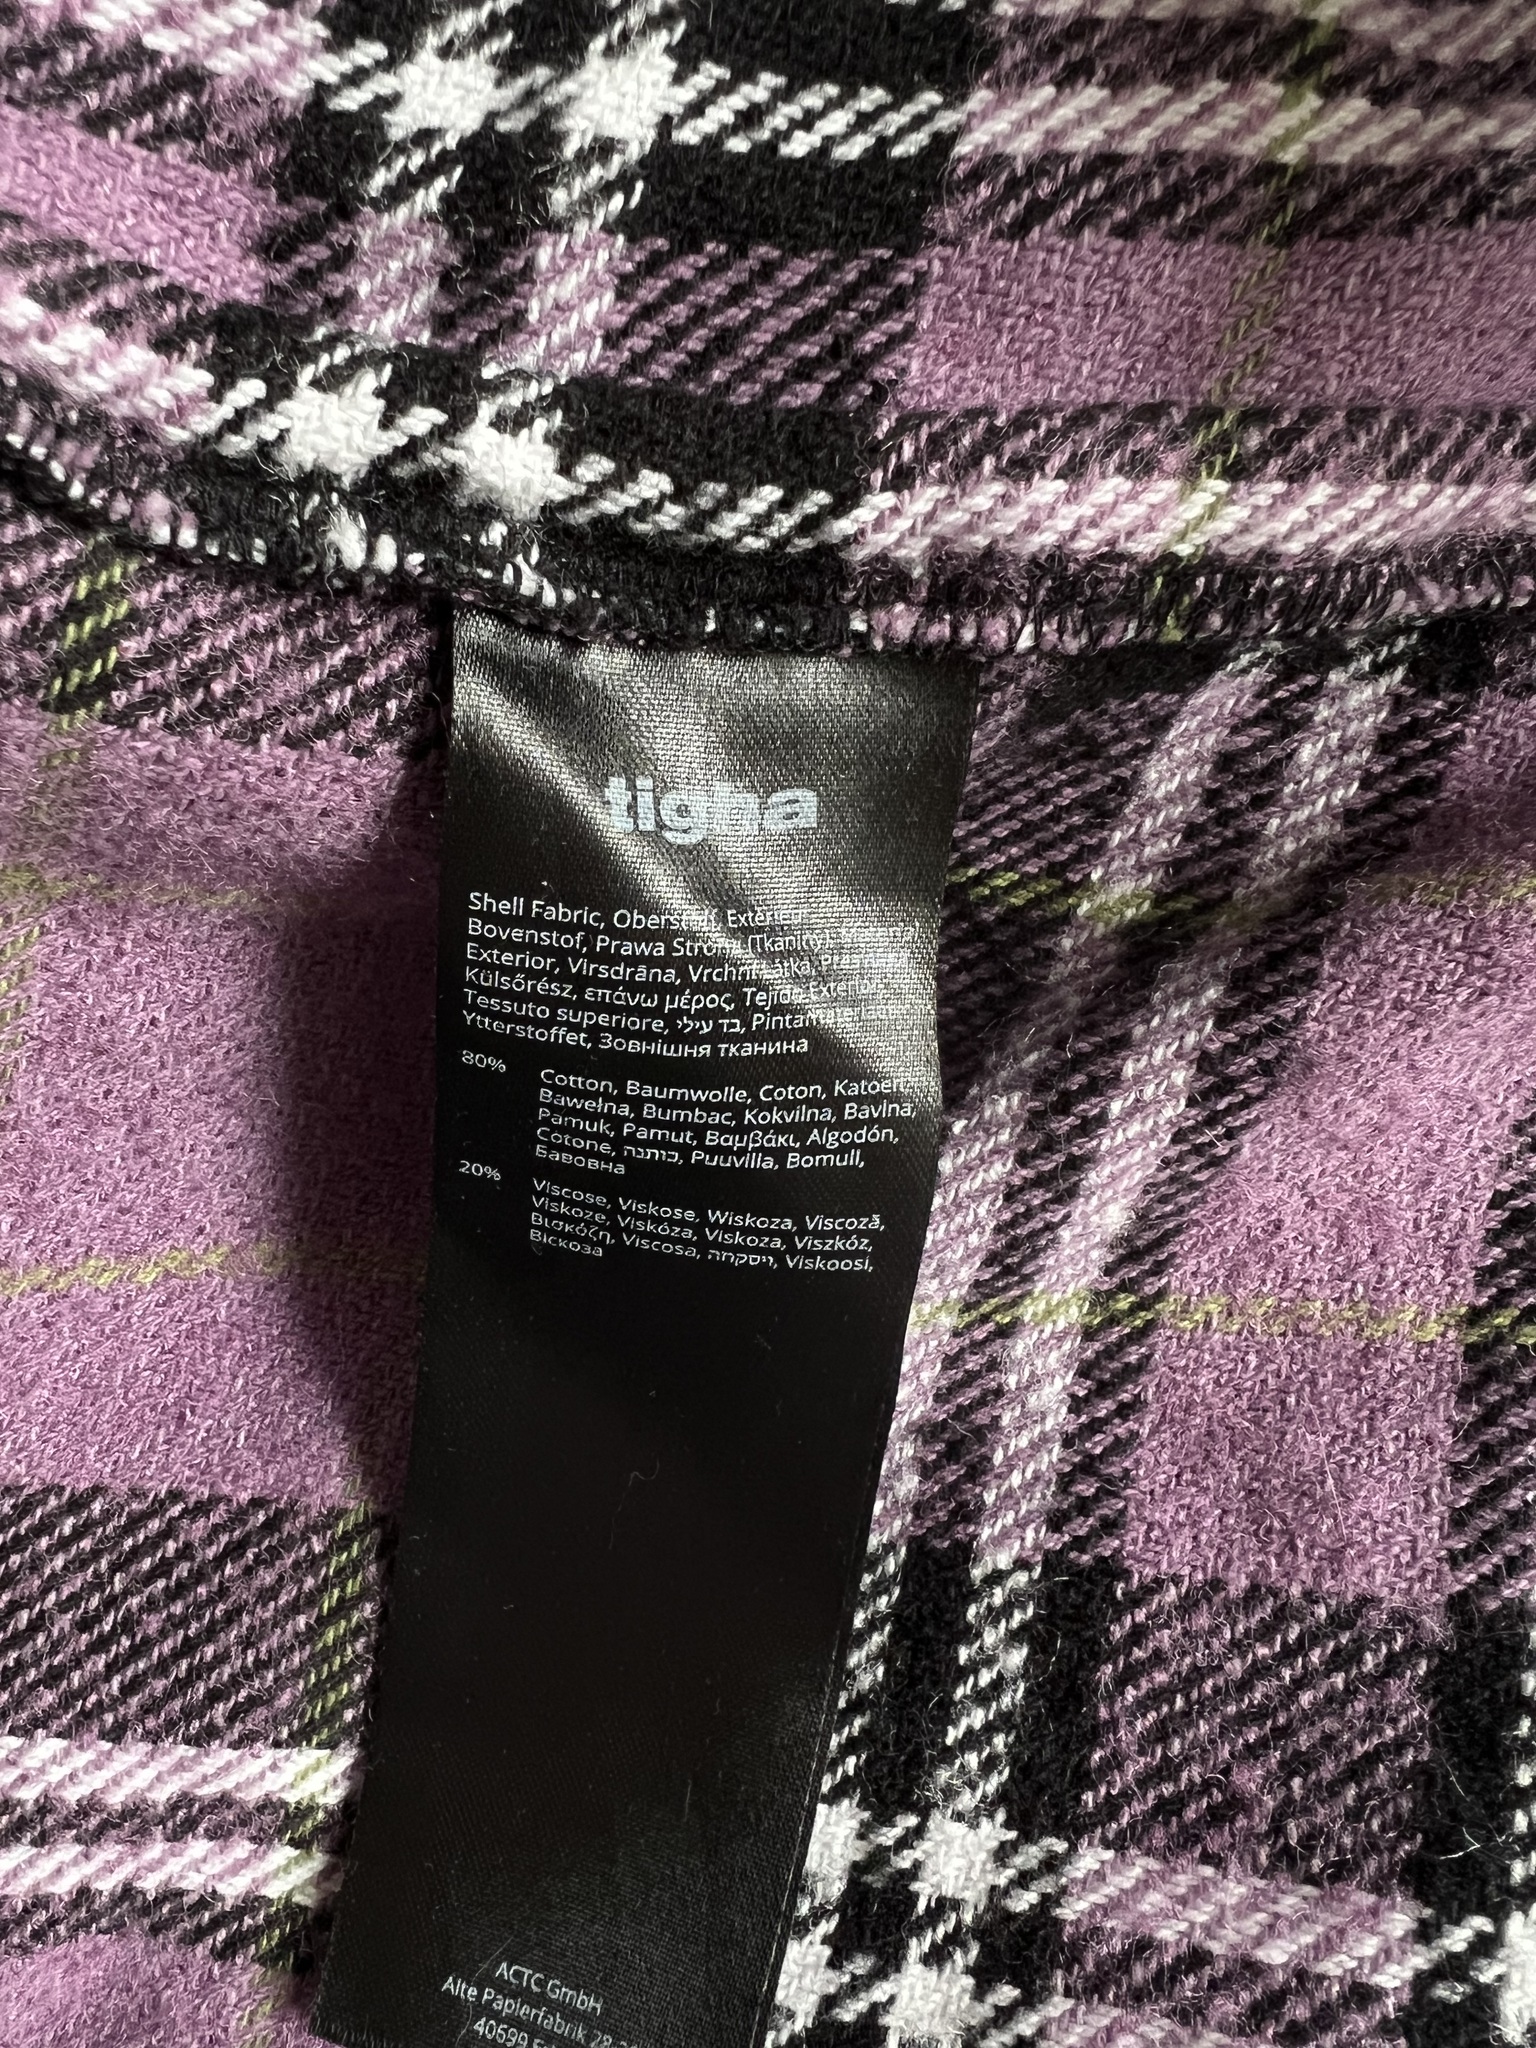 tigha
Shell Fabric, Oberstoff, Extérieur
Bovenstof, Prawa Strona (Tkaniny),
Exterior, Virsdrāna, Vrchní Látka,
Külsőrész, επάνω μέρος, Tejido Exterior,
Tessuto superiore, בד עילי,
Ytterstoffet, Зовнішня тканина
80%
Cotton, Baumwolle, Coton, Katoen,
Bawełna, Bumbac, Kokvilna, Bavlna,
Pamuk, Pamut, Βαμβάκι, Algodón,
Cotone, כותנה, Puuvilla, Bomull,
Бавовна
20%
Viscose, Viskose, Wiskoza, Viscoză,
Viskoze, Viskóza, Viskoza, Viszkóz,
Βισκόζη, Viscosa, ויסקחה, Viskoosi,
Віскоза
ACTC GmbH
Alte Papierfabrik 28
40699